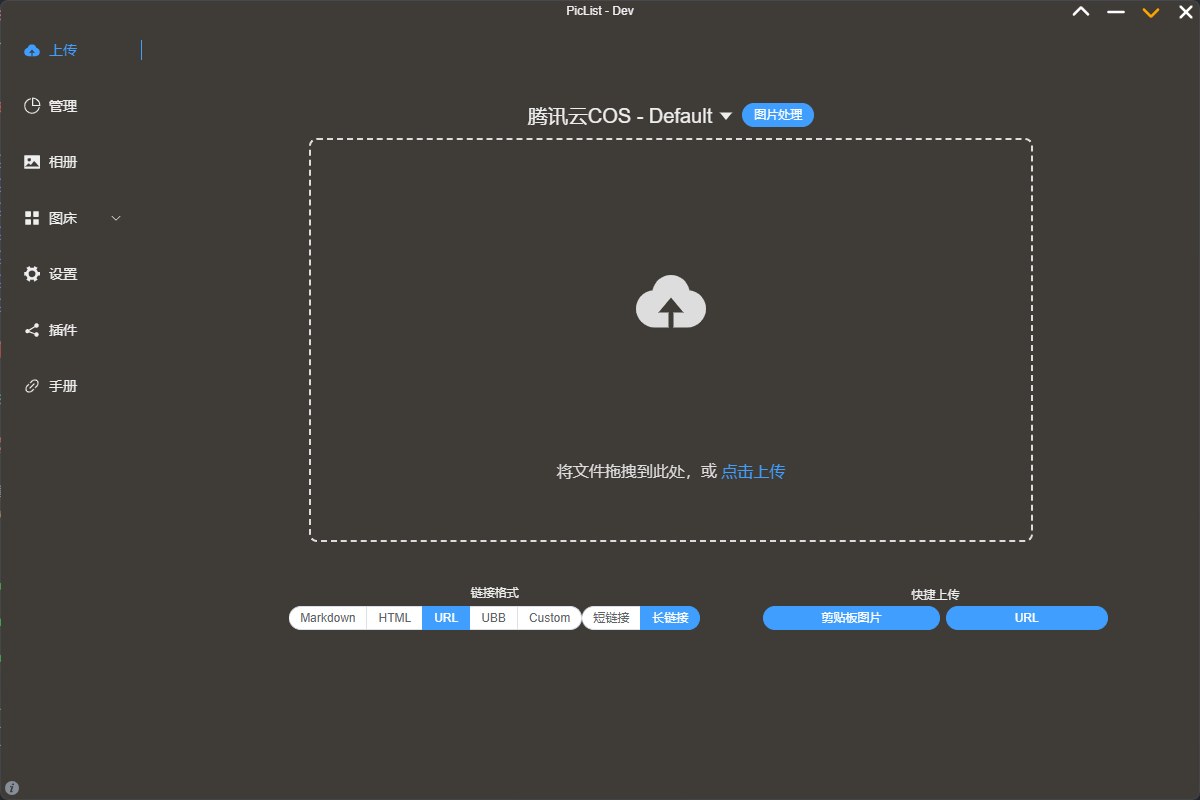 PicList - Dev
上传
管理
相册
图床
设置
插件
手册
腾讯云COS - Default
图片处理
将文件拖拽到此处，或 点击上传
链接格式
Markdown HTML URL UBB Custom 短链接 长链接
快捷上传
剪贴板图片 URL